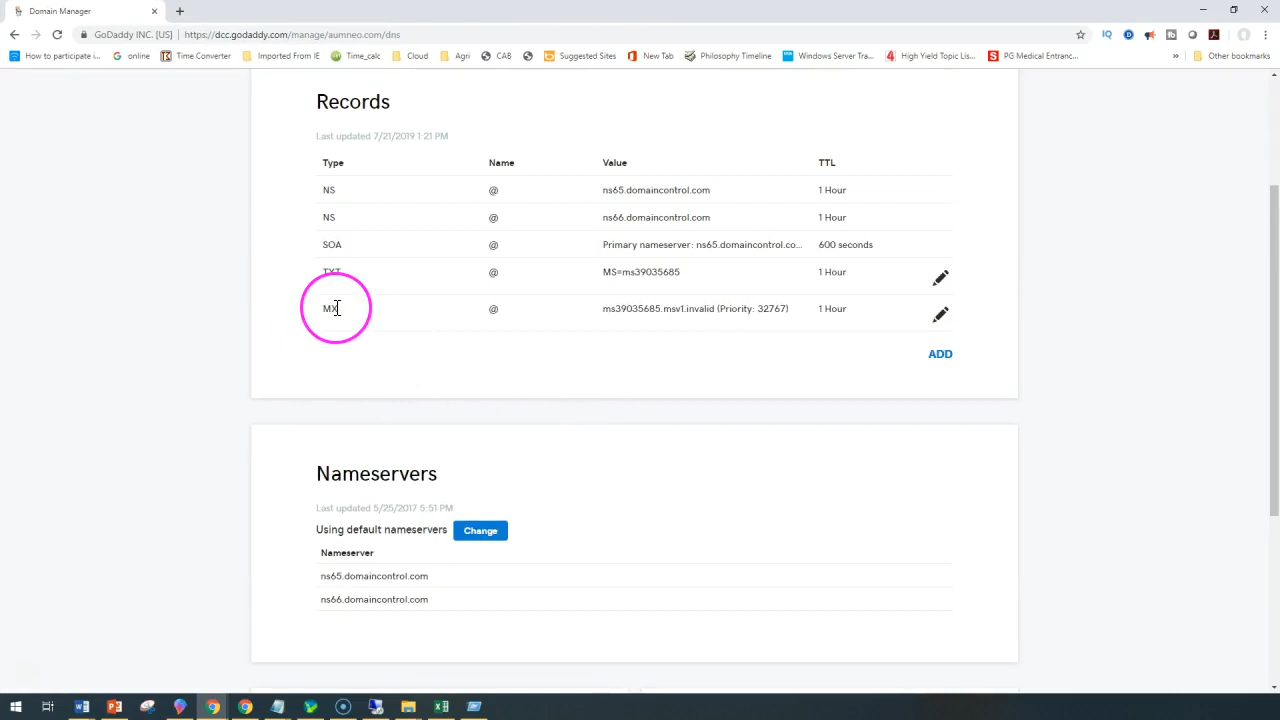 Domain Manager
GoDaddy INC. [US] | https://dcc.godaddy.com/manage/aumneo.com/dns
How to participate i... online Time Converter Imported From IE Time_calc Cloud Agri CAB Suggested Sites New Tab Philosophy Timeline Windows Server Tra... High Yield Topic Lis... PG Medical Entranc... » Other bookmarks
Records
Last updated 7/21/2019 1:21 PM
Type Name Value TTL
NS @ ns65.domaincontrol.com 1 Hour
NS @ ns66.domaincontrol.com 1 Hour
SOA @ Primary nameserver: ns65.domaincontrol.co... 600 seconds
TXT @ MS=ms39035685 1 Hour
MX @ ms39035685.msv1.invalid (Priority: 32767) 1 Hour
ADD
Nameservers
Last updated 5/25/2017 5:51 PM
Using default nameservers Change
Nameserver
ns65.domaincontrol.com
ns66.domaincontrol.com